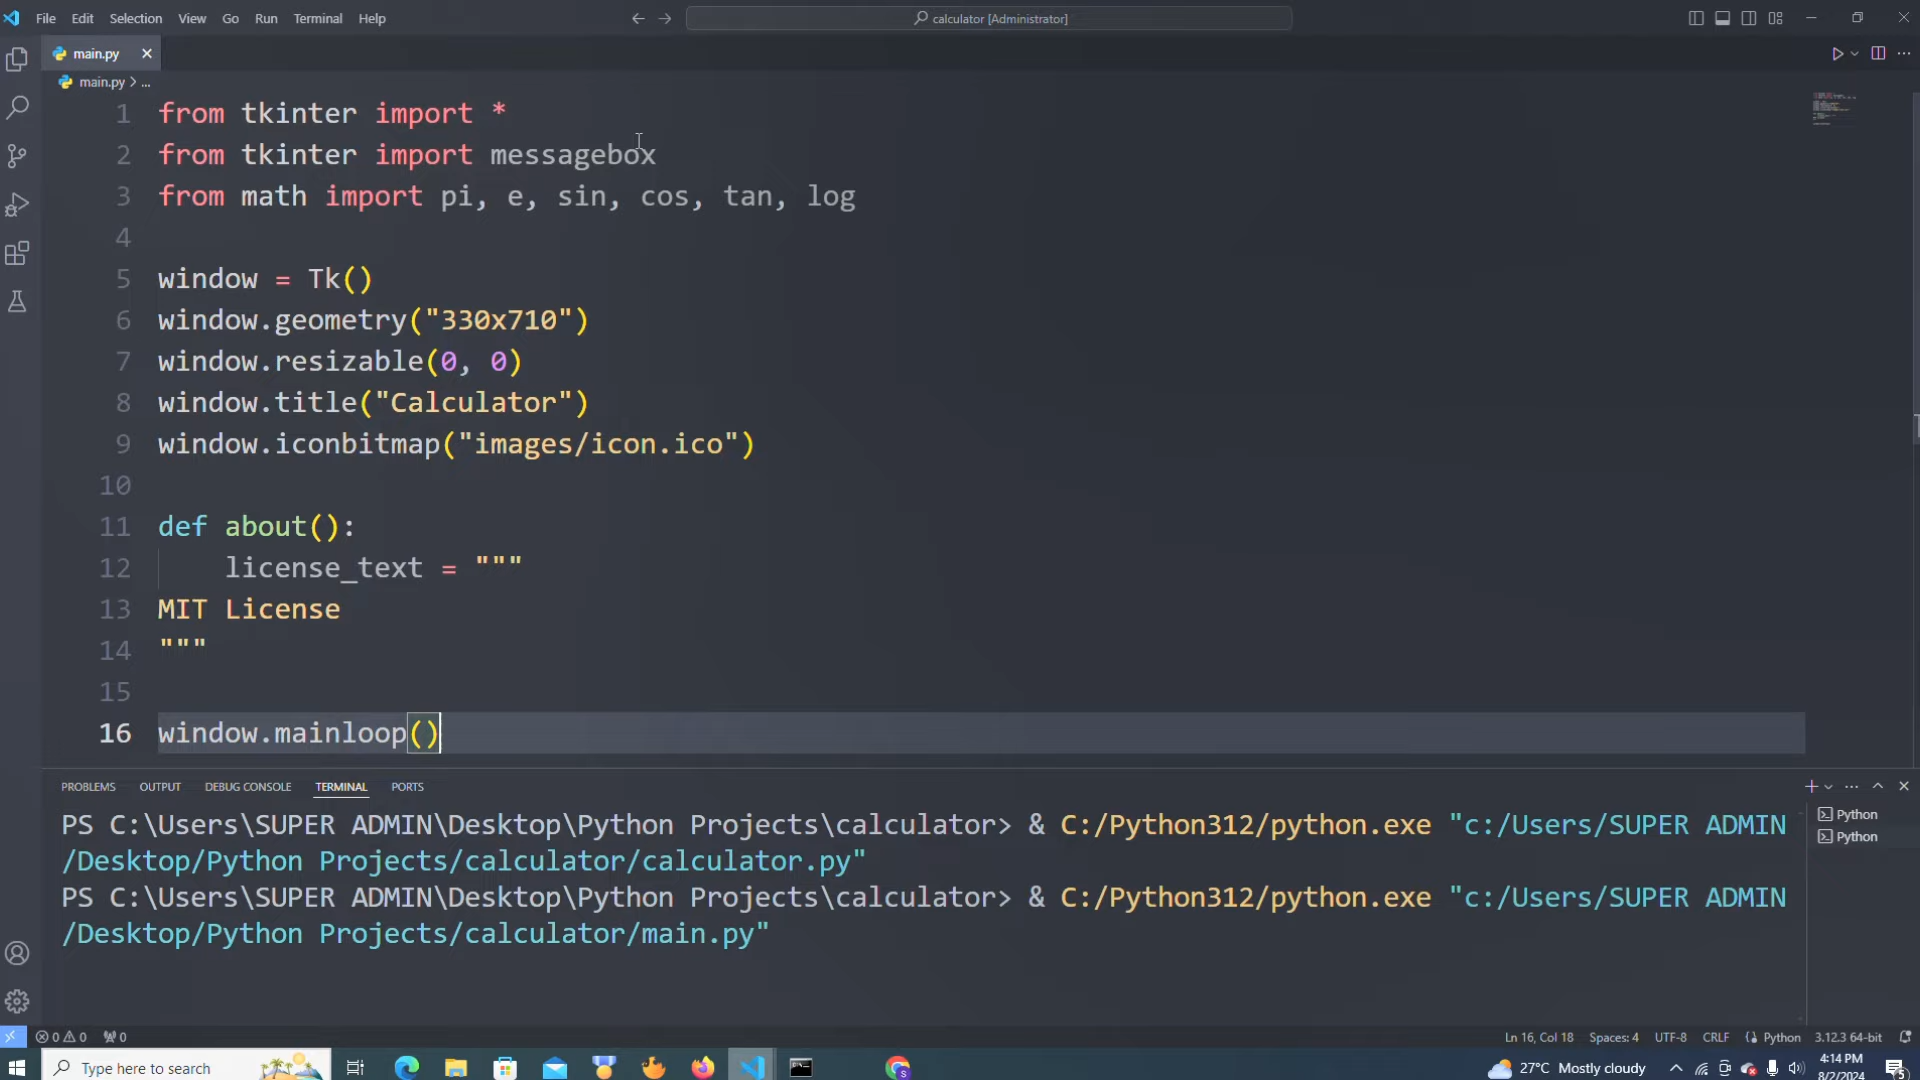 File Edit Selection View Go Run Terminal Help
calculator [Administrator]
main.py
main.py > ...
1 from tkinter import *
2 from tkinter import messagebox
3 from math import pi, e, sin, cos, tan, log
4
5 window = Tk()
6 window.geometry("330x710")
7 window.resizable(0, 0)
8 window.title("Calculator")
9 window.iconbitmap("images/icon.ico")
10
11 def about():
12     license_text = """
13 MIT License
14 """
15
16 window.mainloop()
PROBLEMS OUTPUT DEBUG CONSOLE TERMINAL PORTS
PS C:\Users\SUPER ADMIN\Desktop\Python Projects\calculator> & C:/Python312/python.exe "c:/Users/SUPER ADMIN
/Desktop/Python Projects/calculator/calculator.py"
PS C:\Users\SUPER ADMIN\Desktop\Python Projects\calculator> & C:/Python312/python.exe "c:/Users/SUPER ADMIN
/Desktop/Python Projects/calculator/main.py"
Python
Python
0 0 0 Ln 16, Col 18 Spaces: 4 UTF-8 CRLF Python 3.12.3 64-bit
Type here to search
27°C Mostly cloudy
4:14 PM
8/2/2024
5